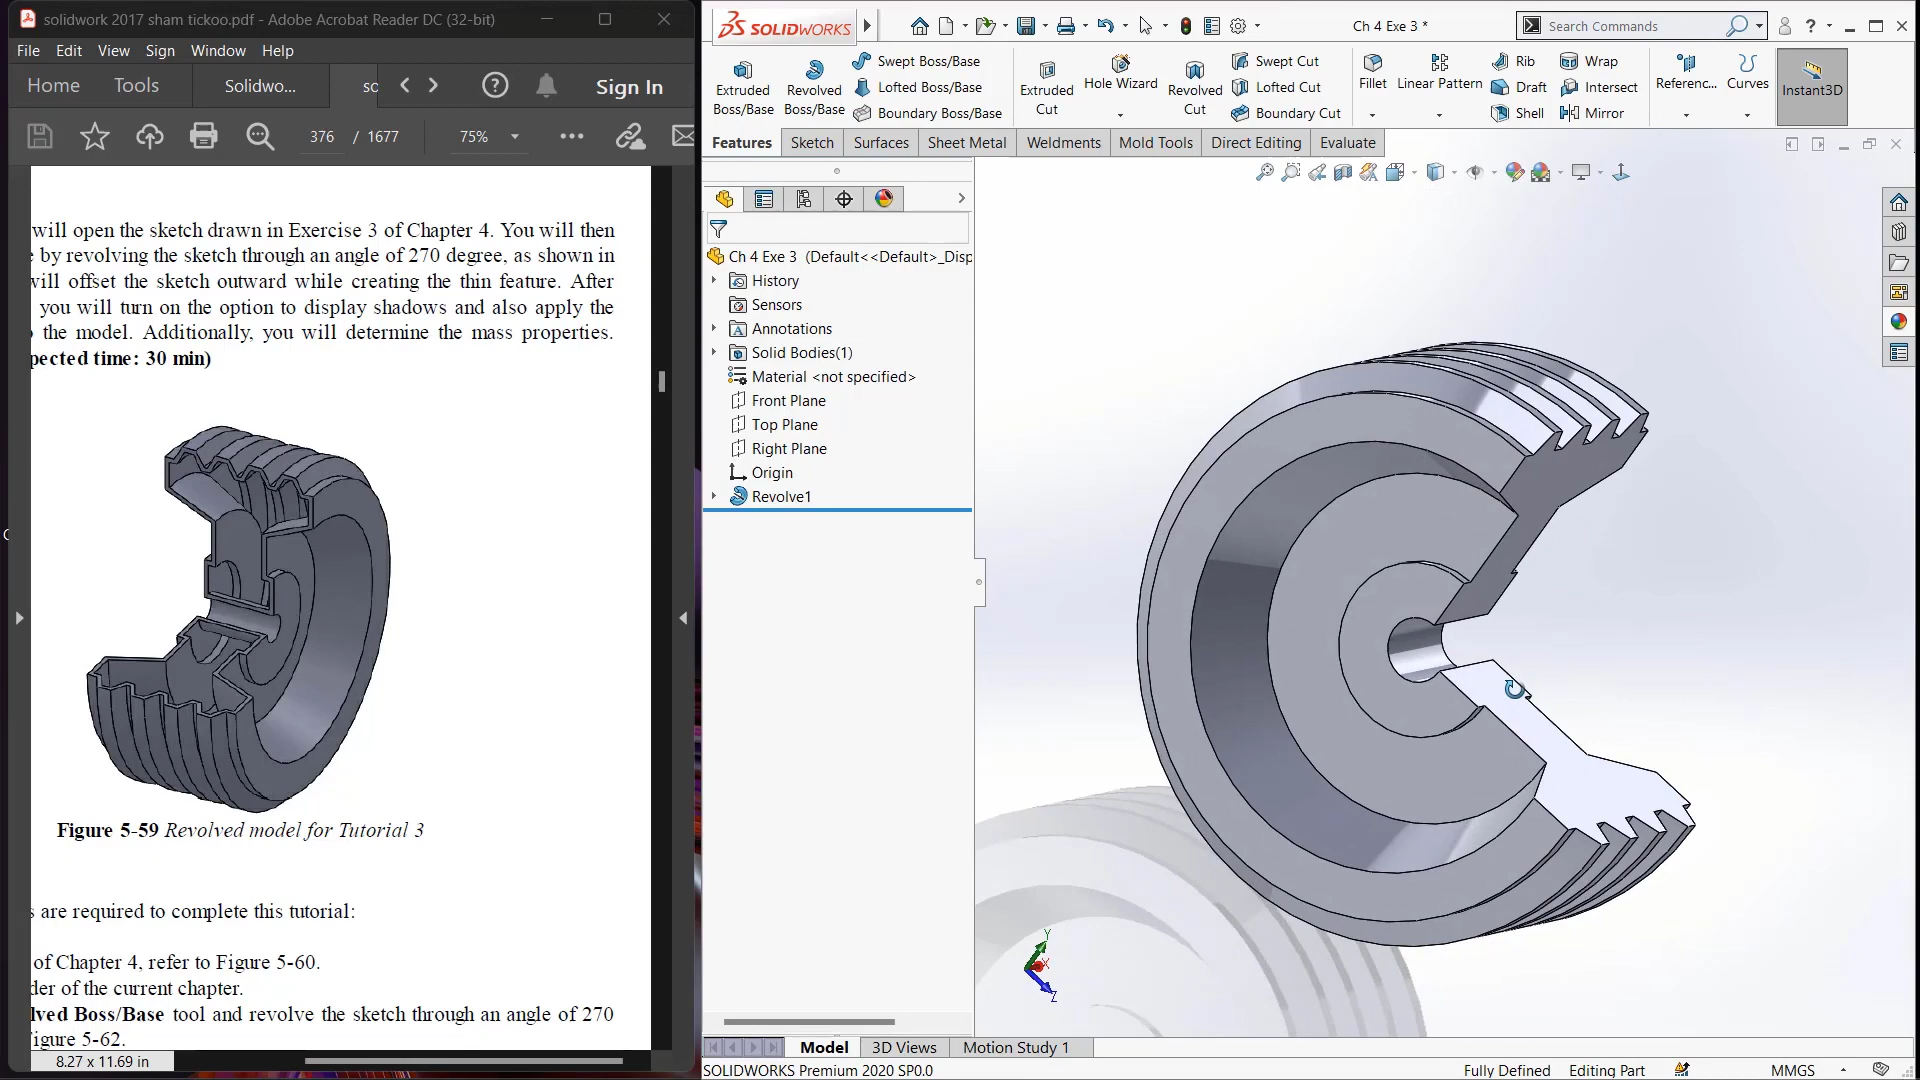 solidwork 2017 sham tickoo.pdf - Adobe Acrobat Reader DC (32-bit)
File Edit View Sign Window Help
Home Tools Solidwo... so Sign In
376 / 1677 75%
will open the sketch drawn in Exercise 3 of Chapter 4. You will then
by revolving the sketch through an angle of 270 degree, as shown in
will offset the sketch outward while creating the thin feature. After
you will turn on the option to display shadows and also apply the
the model. Additionally, you will determine the mass properties.
pected time: 30 min)
Figure 5-59 Revolved model for Tutorial 3
s are required to complete this tutorial:
of Chapter 4, refer to Figure 5-60.
der of the current chapter.
lved Boss/Base tool and revolve the sketch through an angle of 270
igure 5-62.
8.27 x 11.69 in
SOLIDWORKS
Ch 4 Exe 3 *
Search Commands
Extruded Boss/Base
Revolved Boss/Base
Swept Boss/Base
Lofted Boss/Base
Boundary Boss/Base
Extruded Cut
Hole Wizard
Revolved Cut
Swept Cut
Lofted Cut
Boundary Cut
Fillet
Linear Pattern
Rib
Draft
Shell
Wrap
Intersect
Mirror
Referenc...
Curves
Instant3D
Features Sketch Surfaces Sheet Metal Weldments Mold Tools Direct Editing Evaluate
Ch 4 Exe 3 (Default<<Default>_Disp
History
Sensors
Annotations
Solid Bodies(1)
Material <not specified>
Front Plane
Top Plane
Right Plane
Origin
Revolve1
Y
X
Z
Model 3D Views Motion Study 1
SOLIDWORKS Premium 2020 SP0.0
Fully Defined Editing Part MMGS